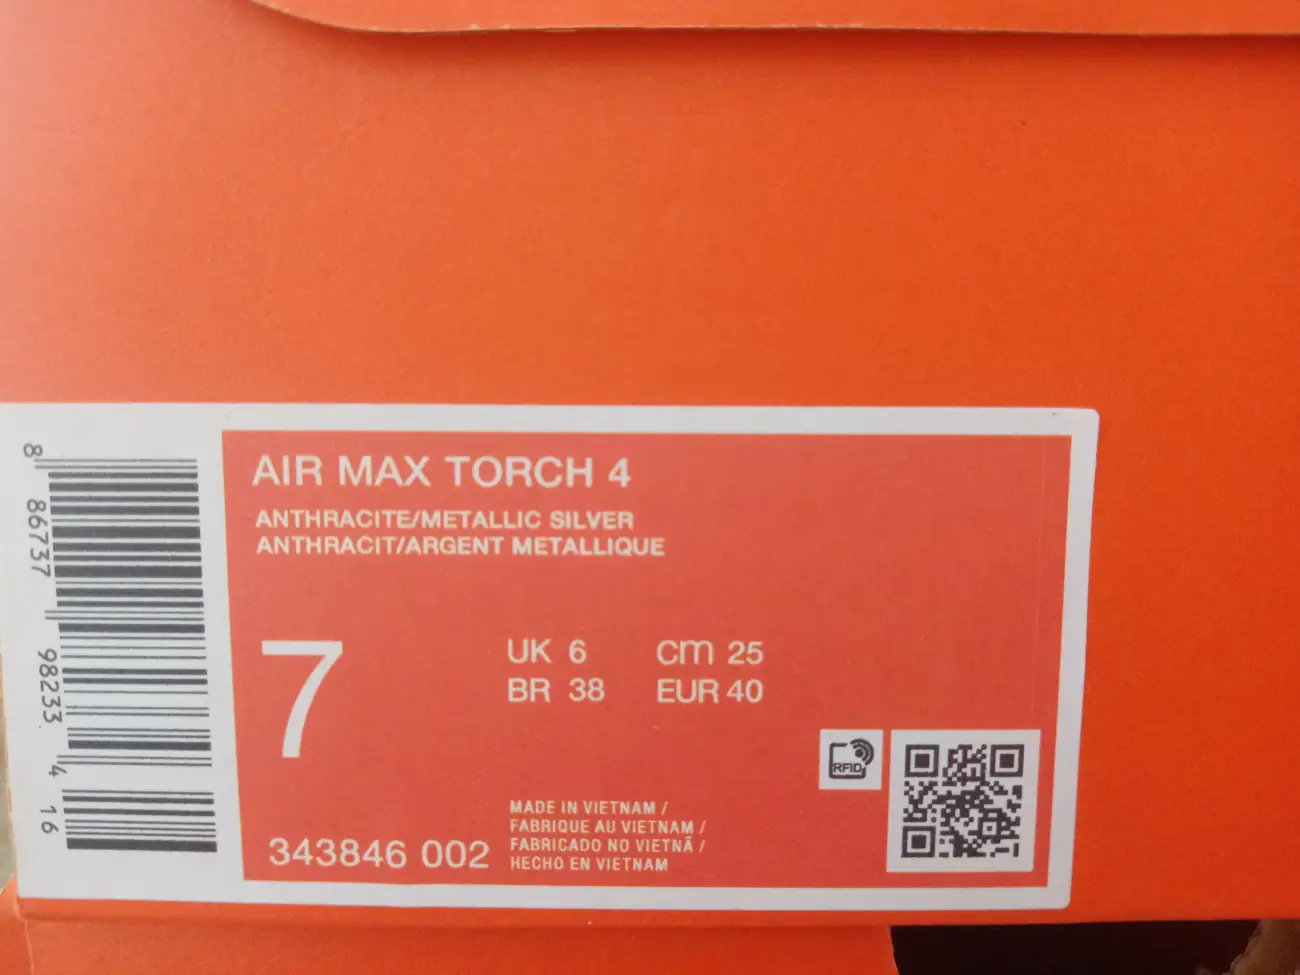 AIR MAX TORCH 4
ANTHRACITE/METALLIC SILVER
ANTHRACIT/ARGENT METALLIQUE
7
UK 6 cm 25
BR 38 EUR 40
RFID
MADE IN VIETNAM /
FABRIQUE AU VIETNAM /
FABRICADO NO VIETNÃ /
HECHO EN VIETNAM
343846 002
8 86737 98233 4 16